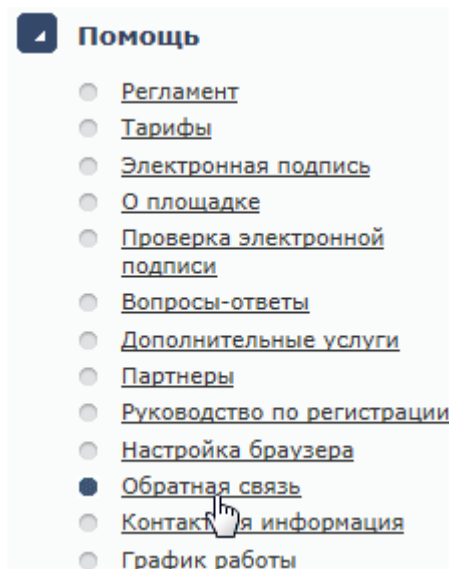 Помощь
Регламент
Тарифы
Электронная подпись
О площадке
Проверка электронной
подписи
Вопросы-ответы
Дополнительные услуги
Партнеры
Руководство по регистрации
Настройка браузера
Обратная связь
Контактная информация
График работы